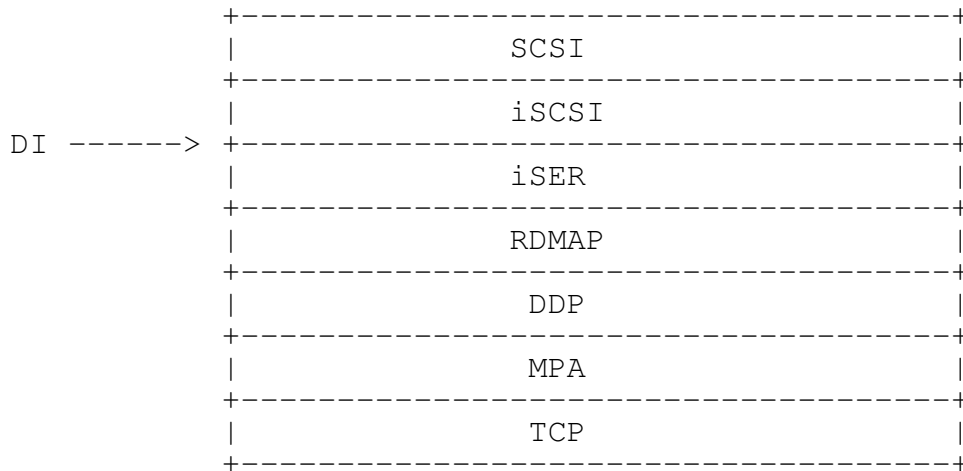 SCSI
iSCSI
DI ------>
iSER
RDMAP
DDP
MPA
TCP